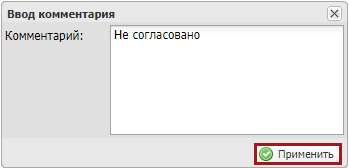 Ввод комментария
Комментарий: Не согласовано
Применить